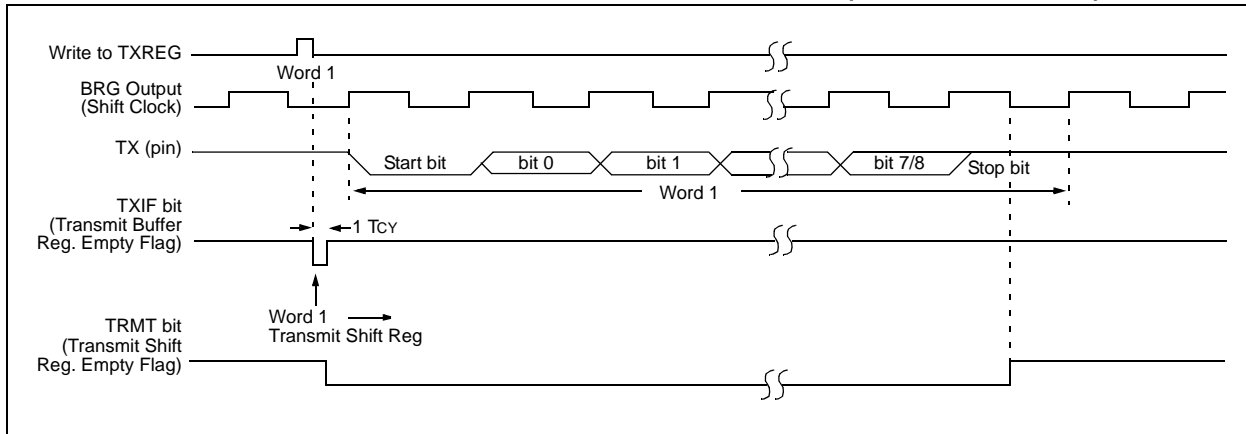 Write to TXREG
Word 1
BRG Output
(Shift Clock)
TX (pin)
Start bit
bit 0
bit 1
bit 7/8
Stop bit
Word 1
TXIF bit
(Transmit Buffer
Reg. Empty Flag)
1 TCY
Word 1
Transmit Shift Reg
TRMT bit
(Transmit Shift
Reg. Empty Flag)